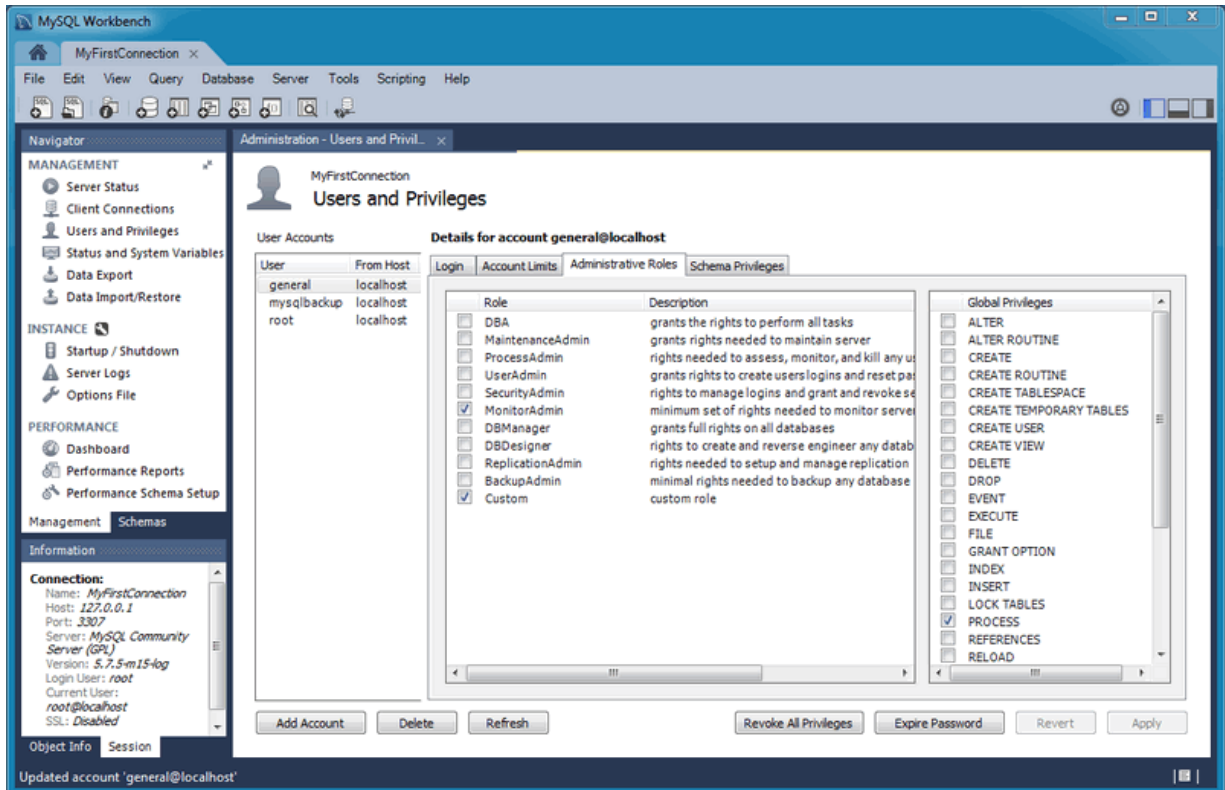 MySQL Workbench
MyFirstConnection
File Edit View Query Database Server Tools Scripting Help
Navigator
MANAGEMENT
Server Status
Client Connections
Users and Privileges
Status and System Variables
Data Export
Data Import/Restore
INSTANCE
Startup / Shutdown
Server Logs
Options File
PERFORMANCE
Dashboard
Performance Reports
Performance Schema Setup
Management Schemas
Information
Connection:
Name: MyFirstConnection
Host: 127.0.0.1
Port: 3307
Server: MySQL Community
Server (GPL)
Version: 5.7.5-m15-log
Login User: root
Current User:
root@localhost
SSL: Disabled
Object Info Session
Administration - Users and Privil...
MyFirstConnection
Users and Privileges
User Accounts
User From Host
general localhost
mysqlbackup localhost
root localhost
Details for account general@localhost
Login Account Limits Administrative Roles Schema Privileges
Role Description
DBA grants the rights to perform all tasks
MaintenanceAdmin grants rights needed to maintain server
ProcessAdmin rights needed to assess, monitor, and kill any us
UserAdmin grants rights to create users logins and reset pas
SecurityAdmin rights to manage logins and grant and revoke se
MonitorAdmin minimum set of rights needed to monitor server
DBManager grants full rights on all databases
DBDesigner rights to create and reverse engineer any datab
ReplicationAdmin rights needed to setup and manage replication
BackupAdmin minimal rights needed to backup any database
Custom custom role
Global Privileges
ALTER
ALTER ROUTINE
CREATE
CREATE ROUTINE
CREATE TABLESPACE
CREATE TEMPORARY TABLES
CREATE USER
CREATE VIEW
DELETE
DROP
EVENT
EXECUTE
FILE
GRANT OPTION
INDEX
INSERT
LOCK TABLES
PROCESS
REFERENCES
RELOAD
Add Account Delete Refresh Revoke All Privileges Expire Password Revert Apply
Updated account 'general@localhost'